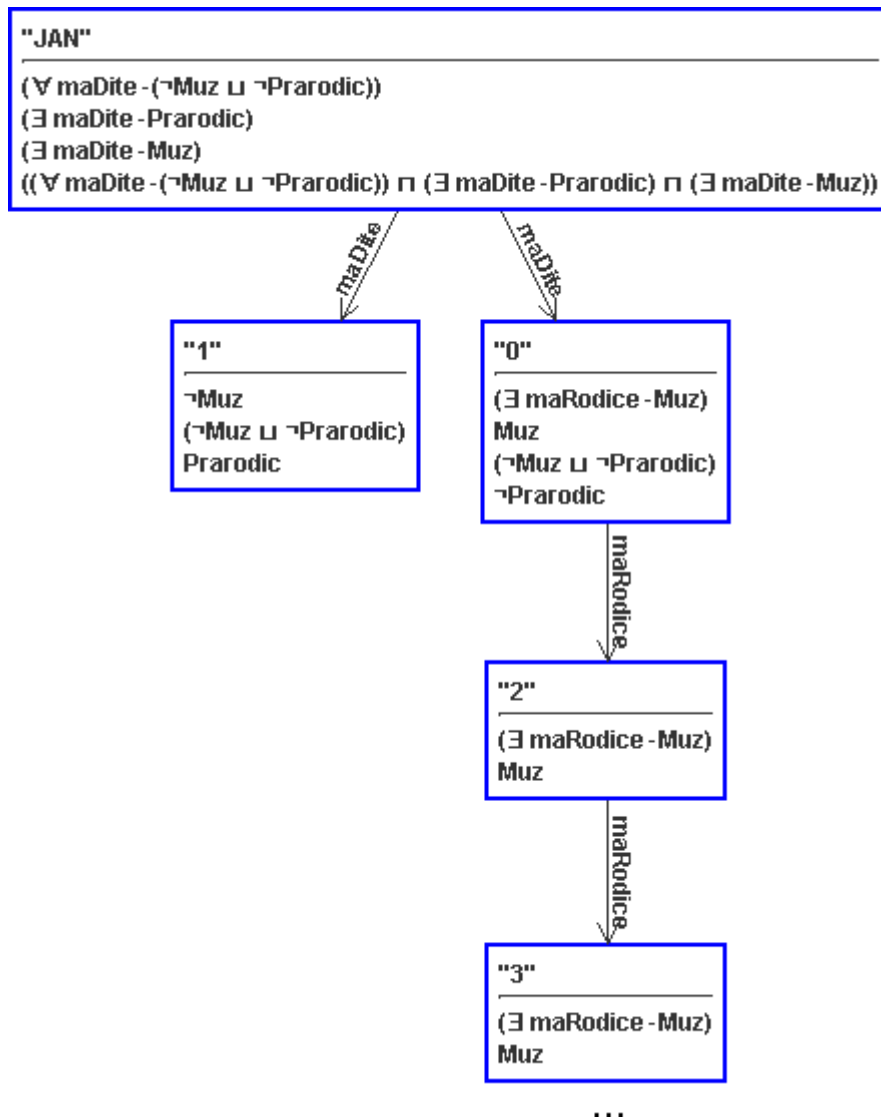 "JAN"
(∀ maDite -(¬Muz ⊔ ¬Prarodic))
(∃ maDite -Prarodic)
(∃ maDite -Muz)
((∀ maDite -(¬Muz ⊔ ¬Prarodic)) ⊓ (∃ maDite -Prarodic) ⊓ (∃ maDite -Muz))
maDite
maDite
"1"
¬Muz
(¬Muz ⊔ ¬Prarodic)
Prarodic
"0"
(∃ maRodice -Muz)
Muz
(¬Muz ⊔ ¬Prarodic)
¬Prarodic
maRodice
"2"
(∃ maRodice -Muz)
Muz
maRodice
"3"
(∃ maRodice -Muz)
Muz
...